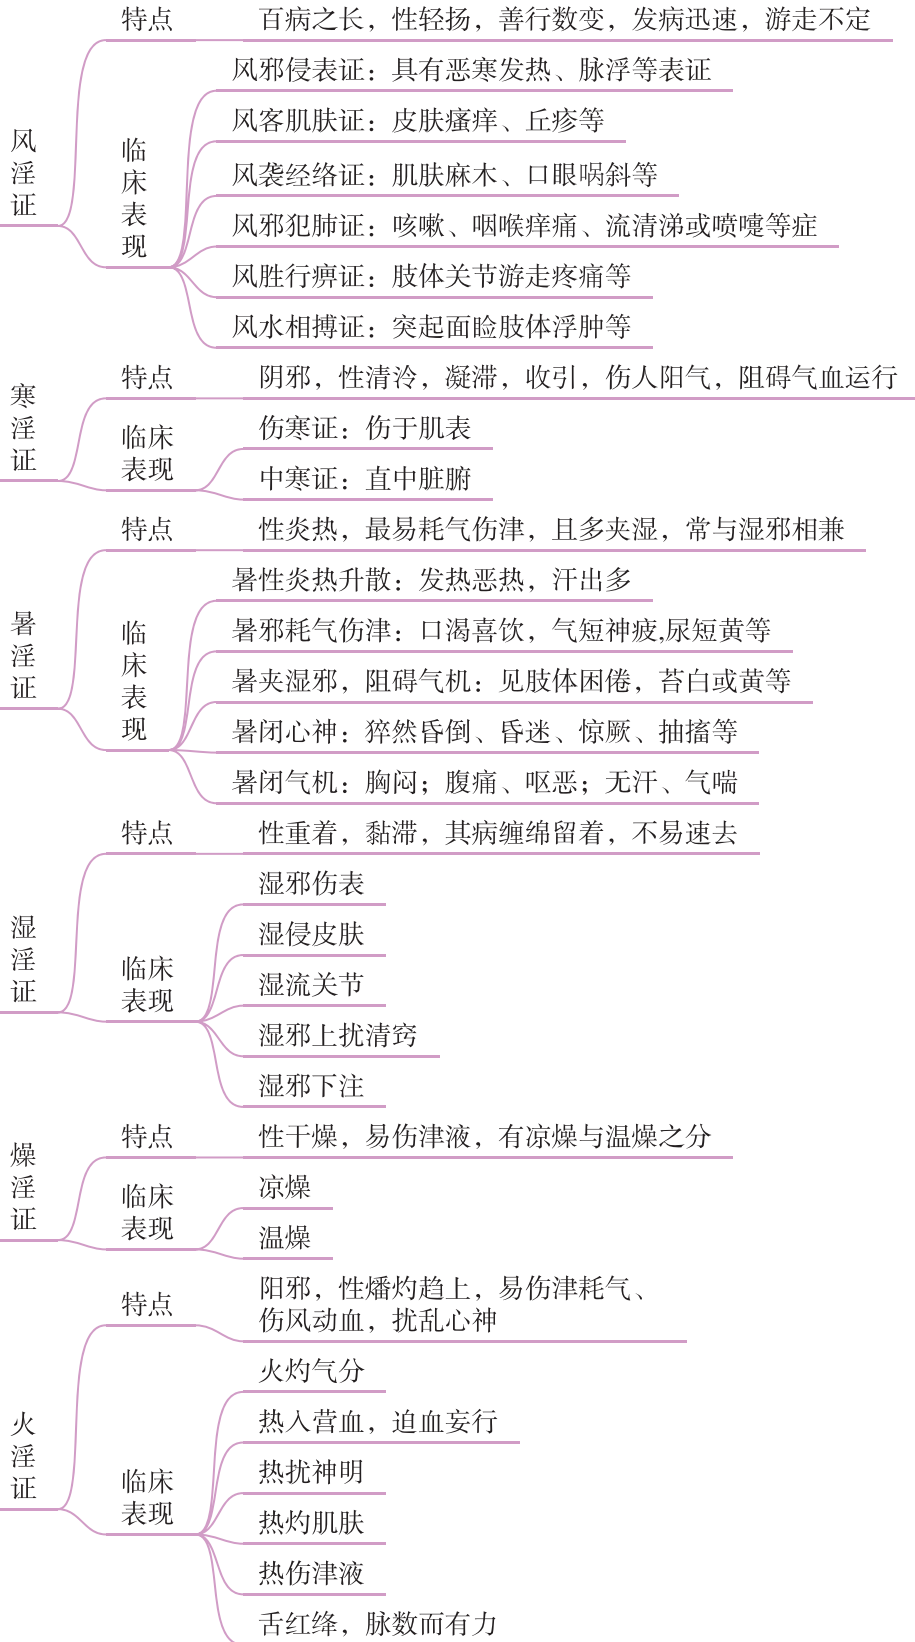 风淫证
特点
百病之长，性轻扬，善行数变，发病迅速，游走不定
临床表现
风邪侵表证：具有恶寒发热、脉浮等表证
风客肌肤证：皮肤瘙痒、丘疹等
风袭经络证：肌肤麻木、口眼㖞斜等
风邪犯肺证：咳嗽、咽喉痒痛、流清涕或喷嚏等症
风胜行痹证：肢体关节游走疼痛等
风水相搏证：突起面睑肢体浮肿等
寒淫证
特点
阴邪，性清泠，凝滞，收引，伤人阳气，阻碍气血运行
临床
表现
伤寒证：伤于肌表
中寒证：直中脏腑
暑淫证
特点
性炎热，最易耗气伤津，且多夹湿，常与湿邪相兼
临床表现
暑性炎热升散：发热恶热，汗出多
暑邪耗气伤津：口渴喜饮，气短神疲,尿短黄等
暑夹湿邪，阻碍气机：见肢体困倦，苔白或黄等
暑闭心神：猝然昏倒、昏迷、惊厥、抽搐等
暑闭气机：胸闷；腹痛、呕恶；无汗、气喘
湿淫证
特点
性重着，黏滞，其病缠绵留着，不易速去
临床
表现
湿邪伤表
湿侵皮肤
湿流关节
湿邪上扰清窍
湿邪下注
燥淫证
特点
性干燥，易伤津液，有凉燥与温燥之分
临床
表现
凉燥
温燥
火淫证
特点
阳邪，性燔灼趋上，易伤津耗气、
伤风动血，扰乱心神
临床
表现
火灼气分
热入营血，迫血妄行
热扰神明
热灼肌肤
热伤津液
舌红绛，脉数而有力